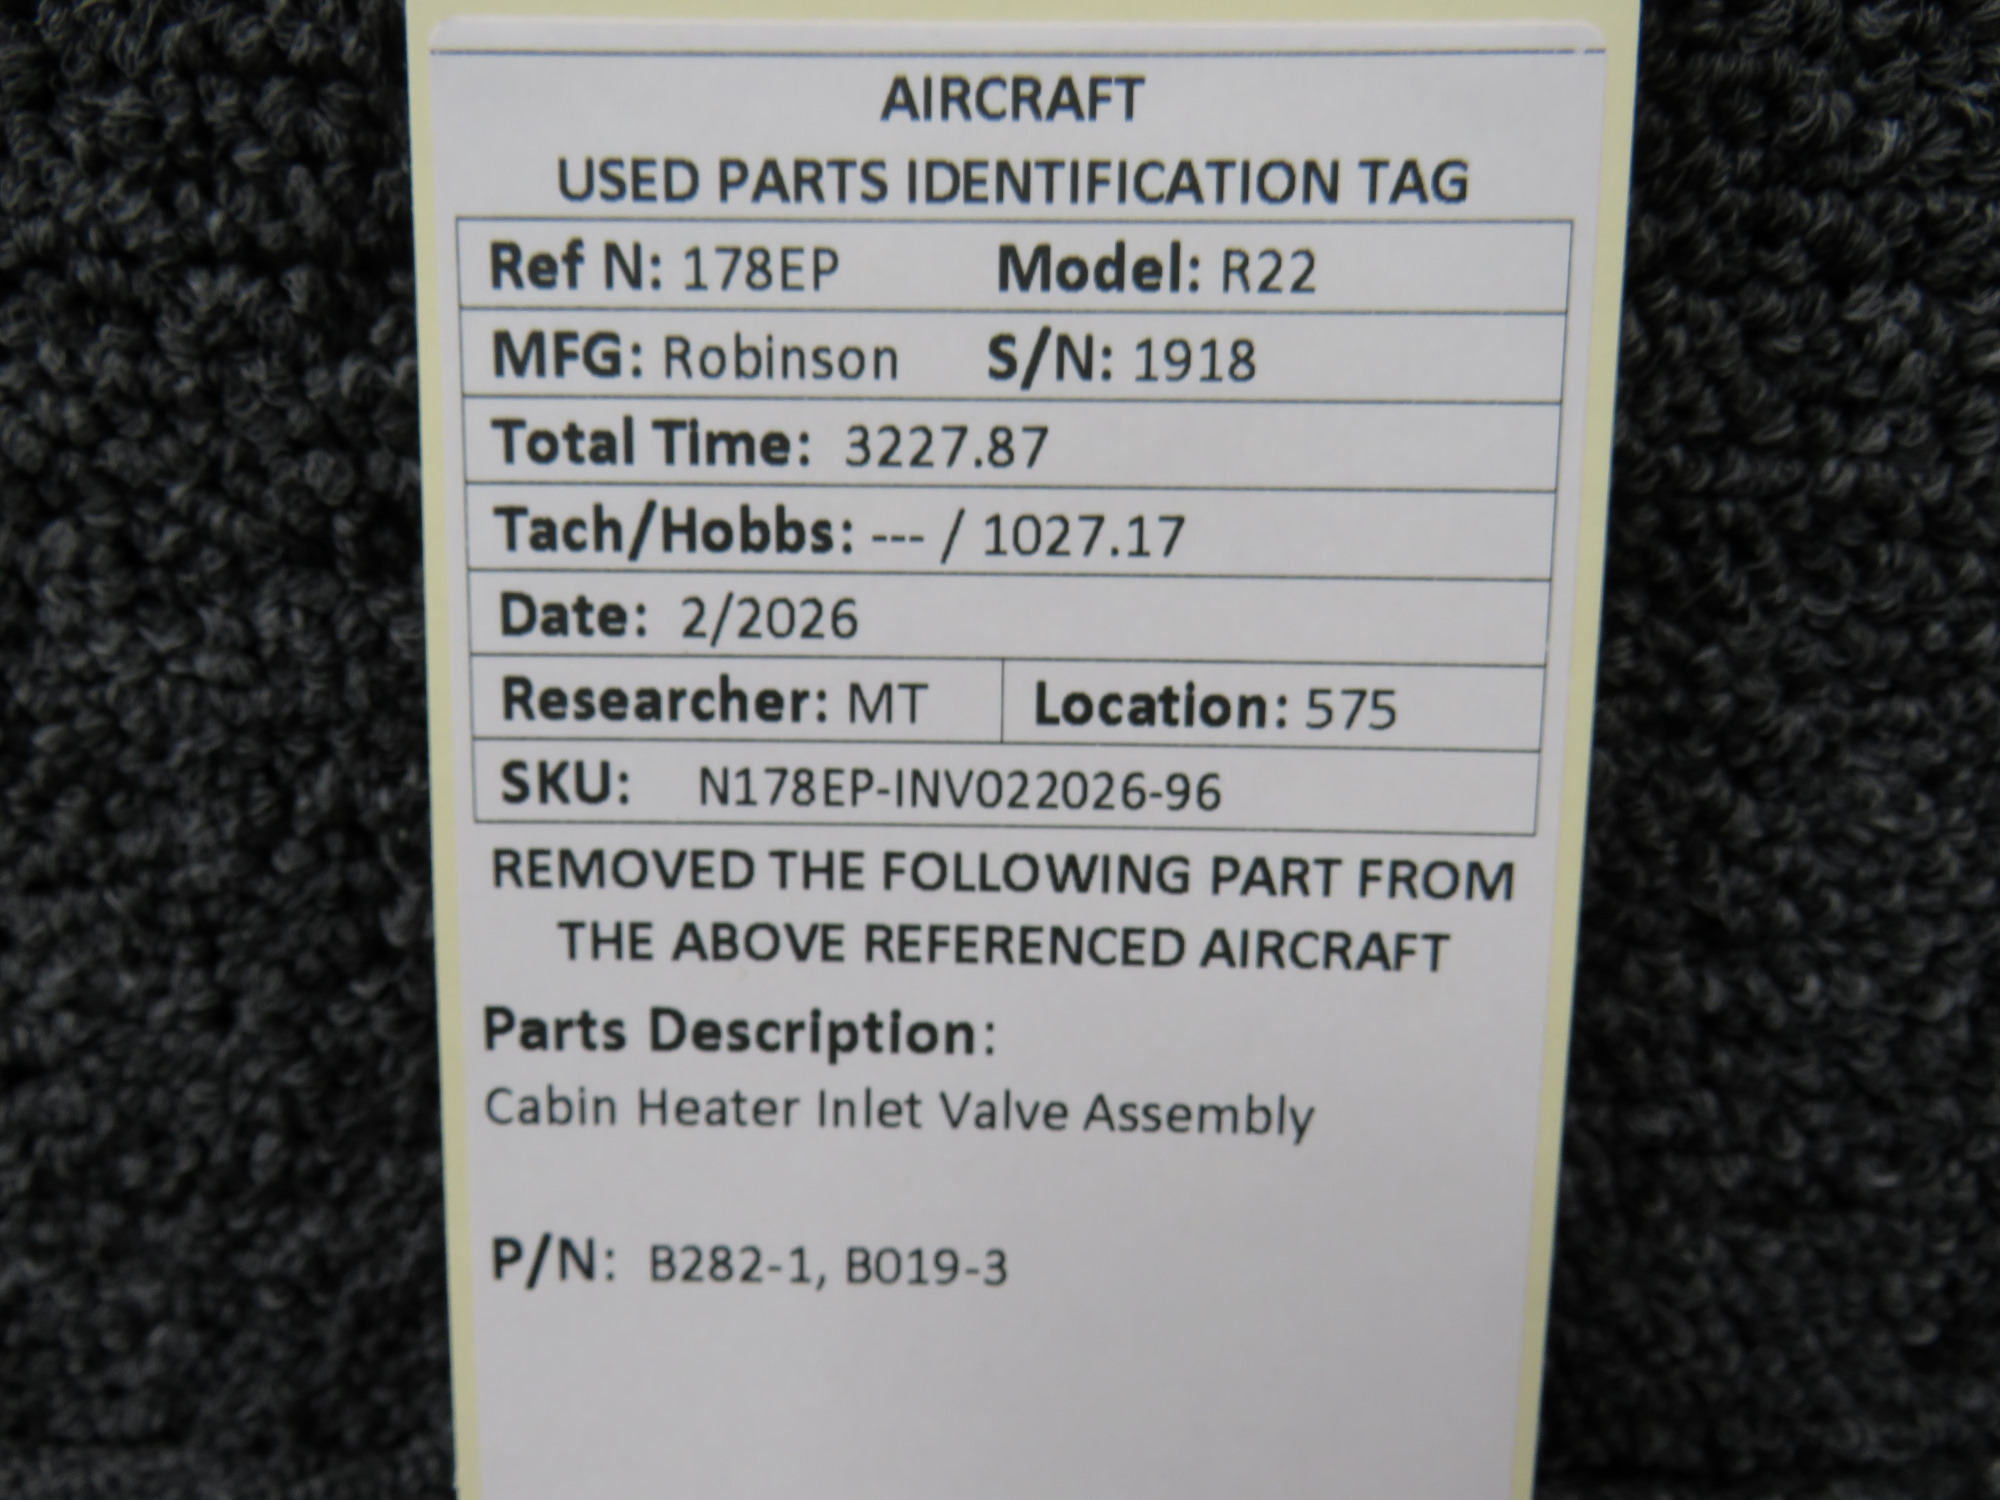 AIRCRAFT
USED PARTS IDENTIFICATION TAG
Ref N: 178EP Model: R22
MFG: Robinson S/N: 1918
Total Time: 3227.87
Tach/Hobbs: --- / 1027.17
Date: 2/2026
Researcher: MT Location: 575
SKU: N178EP-INV022026-96
REMOVED THE FOLLOWING PART FROM
THE ABOVE REFERENCED AIRCRAFT
Parts Description:
Cabin Heater Inlet Valve Assembly
P/N: B282-1, B019-3